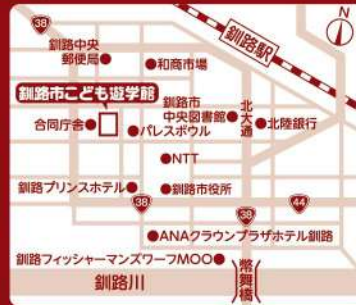 38
釧路駅
N
釧路中央
郵便局
和商市場
釧路市こども遊学館
釧路市
中央図書館
北大通
合同庁舎
パレスボウル
北陸銀行
NTT
釧路プリンスホテル
釧路市役所
38
38
44
ANAクラウンプラザホテル釧路
釧路フィッシャーマンズワーフMOO
幣舞橋
釧路川